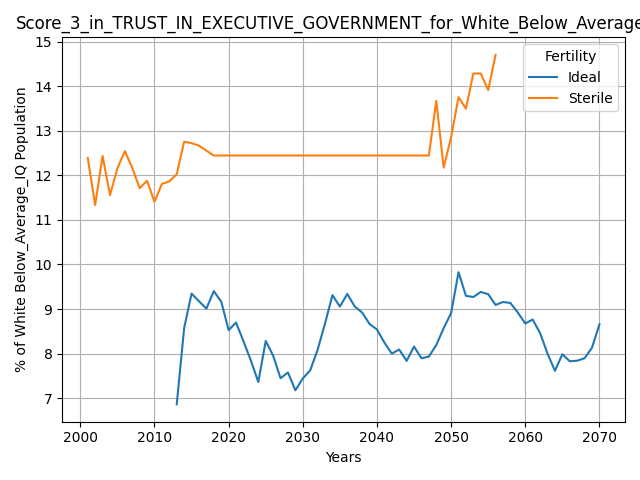 Score_3_in_TRUST_IN_EXECUTIVE_GOVERNMENT_for_White_Below_Average
Fertility
Ideal
Sterile
% of White Below_Average_IQ Population
15
14
13
12
11
10
9
8
7
2000 2010 2020 2030 2040 2050 2060 2070
Years